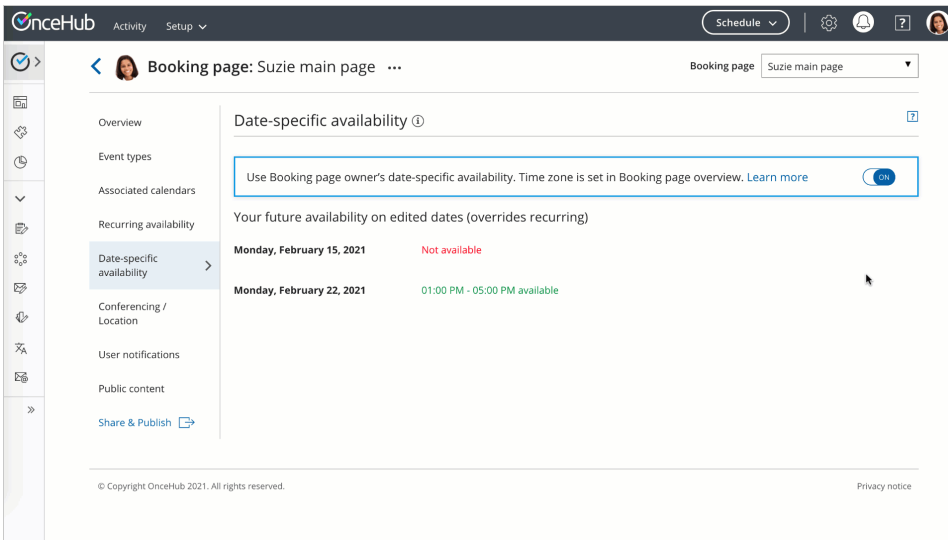 OnceHub Activity Setup Schedule ?
Booking page: Suzie main page ... Booking page Suzie main page
Overview
Event types
Associated calendars
Recurring availability
Date-specific
availability
Conferencing /
Location
User notifications
Public content
Share & Publish
Date-specific availability i ?
Use Booking page owner's date-specific availability. Time zone is set in Booking page overview. Learn more ON
Your future availability on edited dates (overrides recurring)
Monday, February 15, 2021 Not available
Monday, February 22, 2021 01:00 PM - 05:00 PM available
© Copyright OnceHub 2021. All rights reserved. Privacy notice